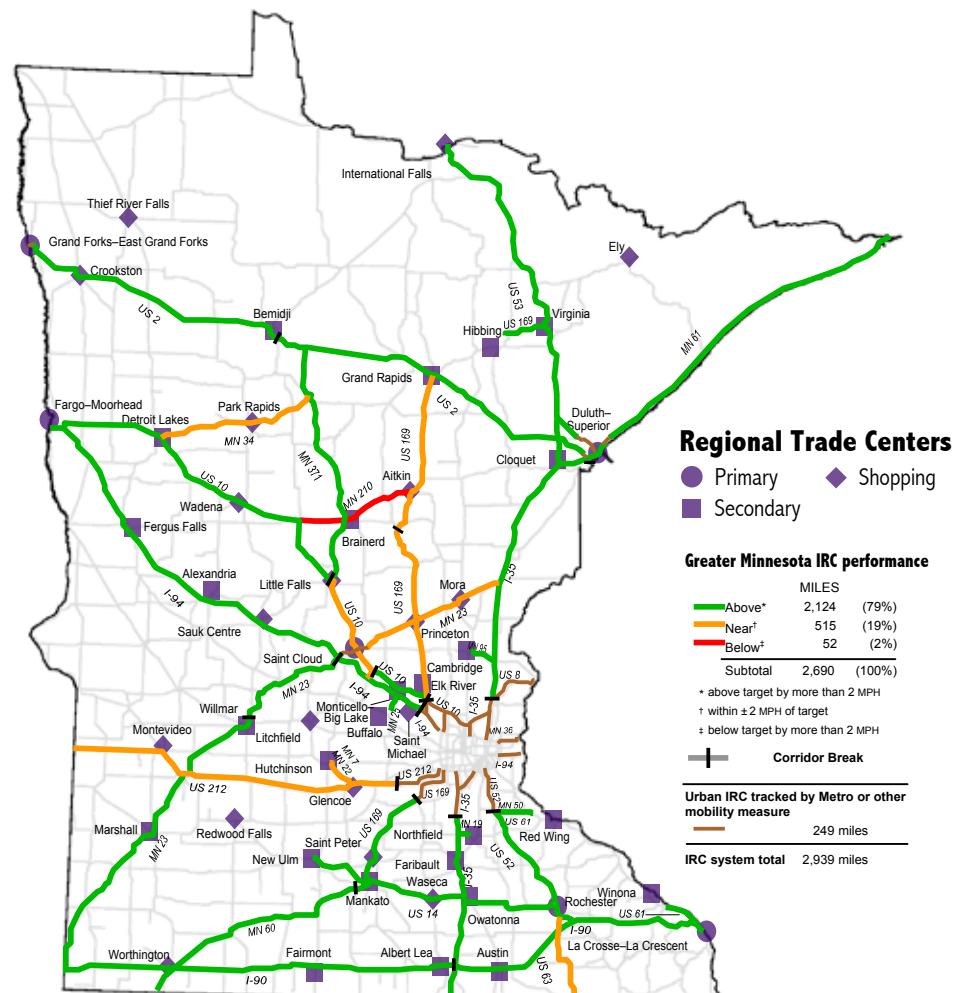 International Falls
Thief River Falls
Grand Forks–East Grand Forks
Ely
Crookston
US 53
US 2
Bemidji
Virginia
US 169
Hibbing
MN 61
Grand Rapids
US 2
Park Rapids
Fargo–Moorhead
Detroit Lakes
Duluth–
Superior
MN 34
US 169
Cloquet
MN 371
Aitkin
US 10
MN 210
Wadena
Fergus Falls
Brainerd
Alexandria
Little Falls
I-35
Mora
I-94
US 10
US 169
MN 23
Sauk Centre
Princeton
MN 95
Saint Cloud
Cambridge
US 8
US 10
Elk River
MN 23
I-94
Monticello
US 10
I-35
Willmar
Big Lake
MN 25
I-94
Buffalo
Saint
Michael
MN 36
Montevideo
Litchfield
MN 7
I-94
Hutchinson
MN 22
US 212
US 212
Glencoe
US 169
US 52
I-35
MN 50
US 61
Marshall
Redwood Falls
US 169
Northfield
MN 19
Red Wing
MN 23
Saint Peter
New Ulm
Faribault
US 52
Waseca
I-35
Mankato
Winona
US 14
Rochester
US 61
Owatonna
MN 60
I-90
La Crosse–La Crescent
Worthington
Fairmont
Albert Lea
Austin
US 63
I-90
Regional Trade Centers
Primary
Shopping
Secondary
Greater Minnesota IRC performance
MILES
Above* 2,124 (79%)
Near† 515 (19%)
Below‡ 52 (2%)
Subtotal 2,690 (100%)
* above target by more than 2 MPH
† within ± 2 MPH of target
‡ below target by more than 2 MPH
Corridor Break
Urban IRC tracked by Metro or other
mobility measure
249 miles
IRC system total 2,939 miles